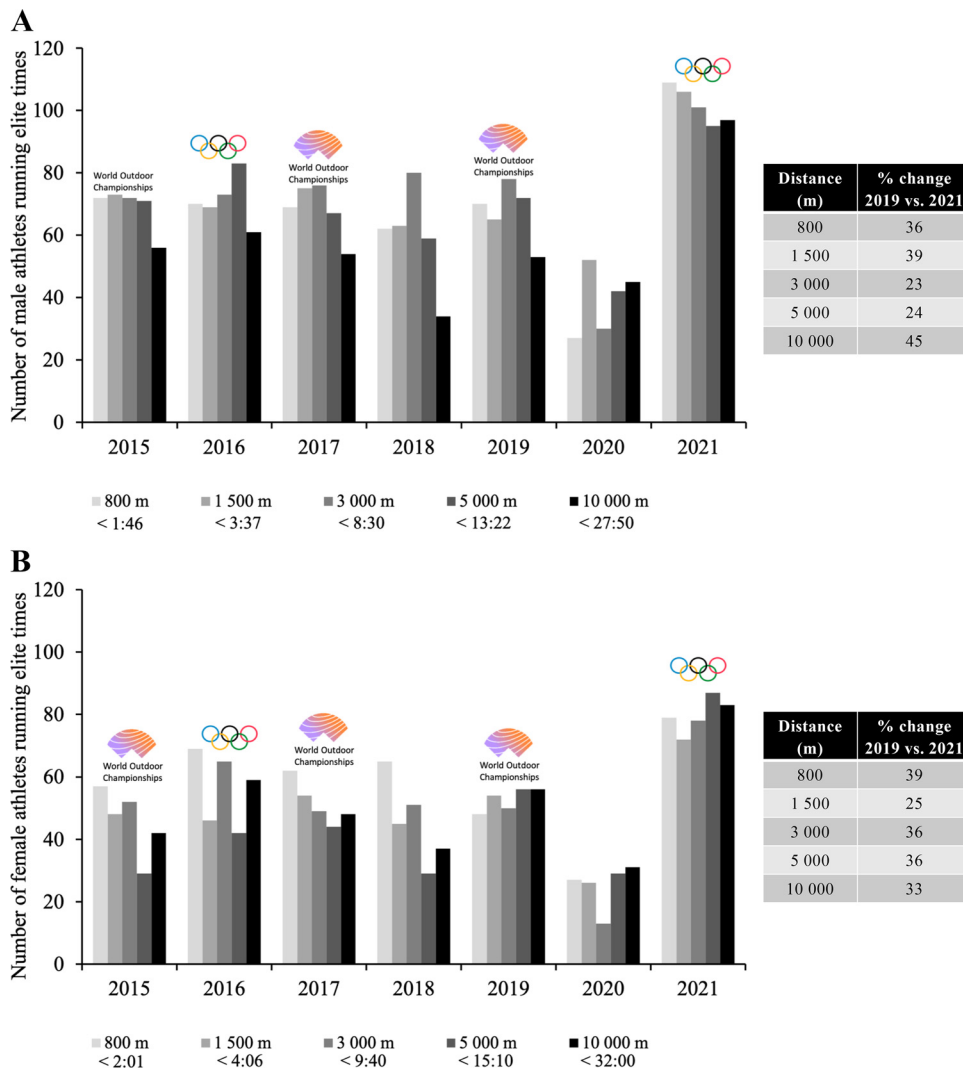 A
Number of male athletes running elite times
120
100
80
60
40
20
0
World Outdoor
Championships
World Outdoor
Championships
World Outdoor
Championships
2015 2016 2017 2018 2019 2020 2021
800 m 1 500 m 3 000 m 5 000 m 10 000 m
< 1:46 < 3:37 < 8:30 < 13:22 < 27:50
Distance % change
(m) 2019 vs. 2021
800 36
1 500 39
3 000 23
5 000 24
10 000 45
B
Number of female athletes running elite times
120
100
80
60
40
20
0
World Outdoor
Championships
World Outdoor
Championships
World Outdoor
Championships
2015 2016 2017 2018 2019 2020 2021
800 m 1 500 m 3 000 m 5 000 m 10 000 m
< 2:01 < 4:06 < 9:40 < 15:10 < 32:00
Distance % change
(m) 2019 vs. 2021
800 39
1 500 25
3 000 36
5 000 36
10 000 33